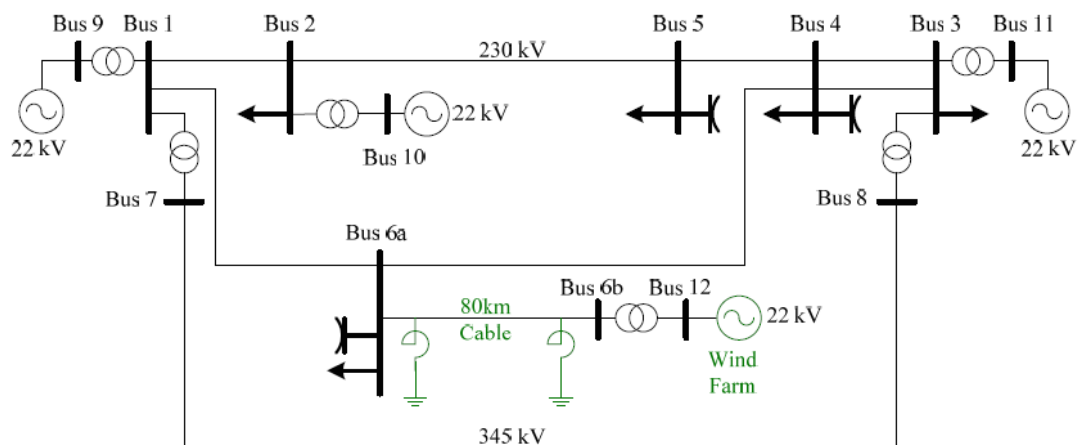 Bus 9
Bus 1
Bus 2
230 kV
Bus 5
Bus 4
Bus 3
Bus 11
22 kV
22 kV
Bus 10
22 kV
Bus 7
Bus 8
Bus 6a
80km
Cable
Bus 6b
Bus 12
22 kV
Wind
Farm
345 kV